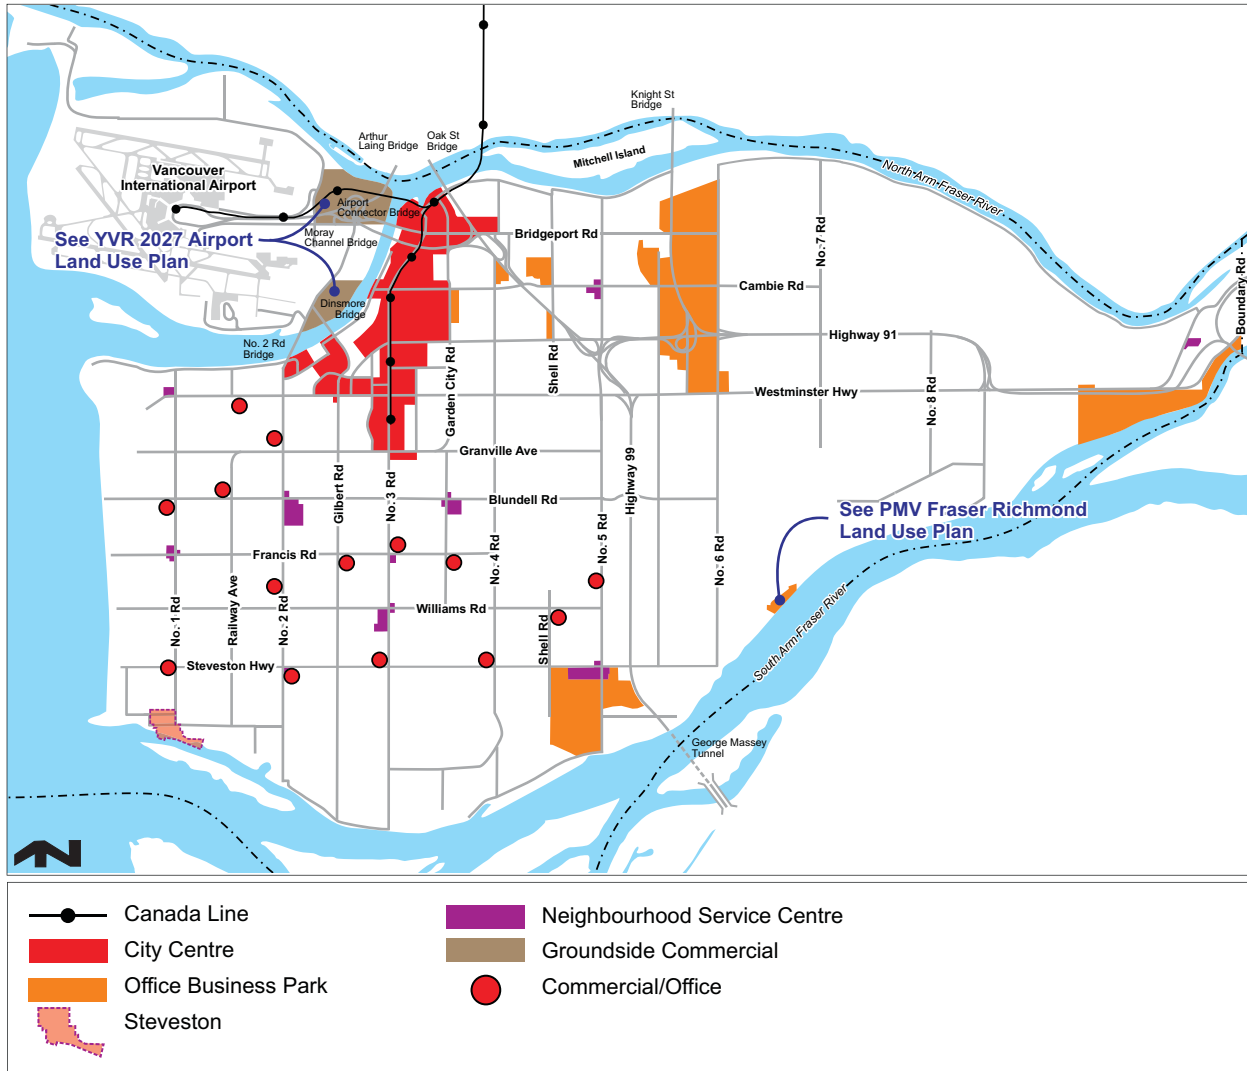 Knight St
Bridge
Arthur
Laing Bridge
Oak St
Bridge
Mitchell Island
North Arm Fraser River
Vancouver
International Airport
Airport
Connector Bridge
Moray
Channel Bridge
See YVR 2027 Airport
Land Use Plan
Bridgeport Rd
No. 7 Rd
Boundary Rd
Cambie Rd
Dinsmore
Bridge
No. 2 Rd
Bridge
Highway 91
Garden City Rd
Shell Rd
Westminster Hwy
No. 8 Rd
Granville Ave
Gilbert Rd
No. 3 Rd
Highway 99
Blundell Rd
See PMV Fraser Richmond
Land Use Plan
Francis Rd
No. 4 Rd
No. 5 Rd
No. 6 Rd
No. 1 Rd
Railway Ave
No. 2 Rd
Williams Rd
Shell Rd
Steveston Hwy
South Arm Fraser River
George Massey
Tunnel
N
Canada Line
City Centre
Office Business Park
Steveston
Neighbourhood Service Centre
Groundside Commercial
Commercial/Office